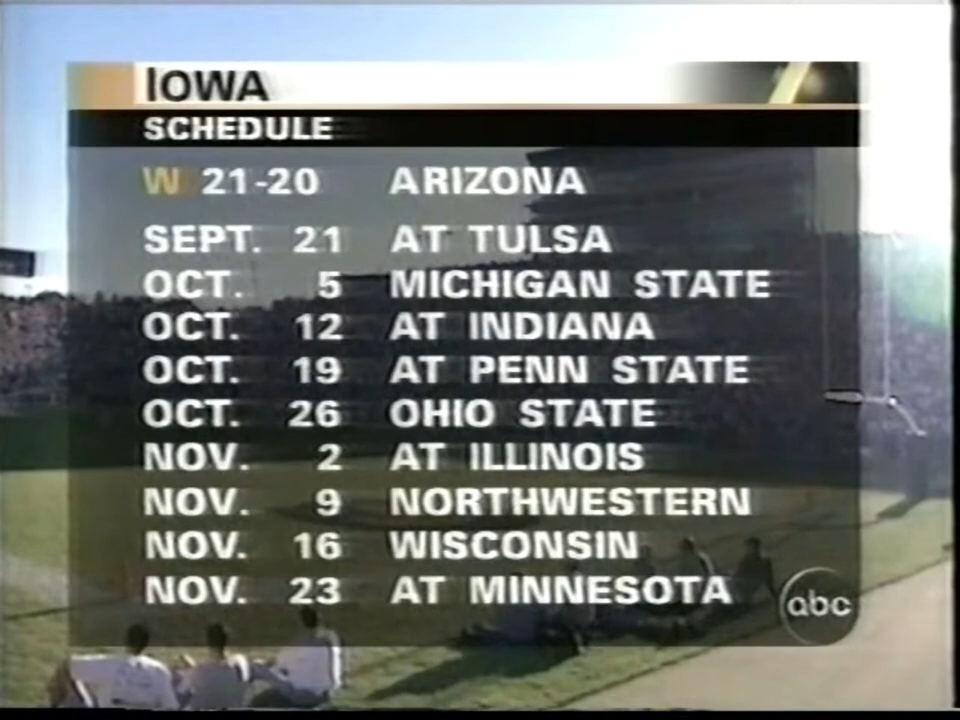 IOWA
SCHEDULE
W 21-20 ARIZONA
SEPT. 21 AT TULSA
OCT. 5 MICHIGAN STATE
OCT. 12 AT INDIANA
OCT. 19 AT PENN STATE
OCT. 26 OHIO STATE
NOV. 2 AT ILLINOIS
NOV. 9 NORTHWESTERN
NOV. 16 WISCONSIN
NOV. 23 AT MINNESOTA
abc